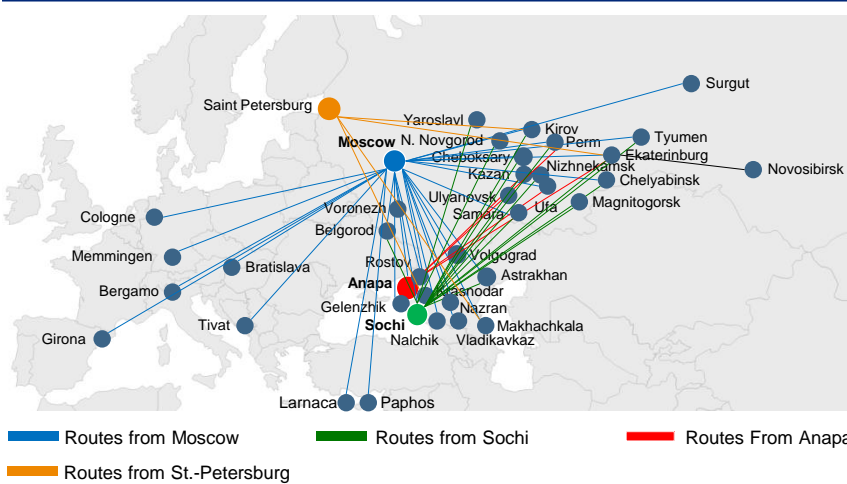 Surgut
Saint Petersburg
Yaroslavl
Kirov
Moscow
N. Novgorod
Perm
Tyumen
Cheboksary
Ekaterinburg
Nizhnekansk
Novosibirsk
Kazan
Chelyabinsk
Ulyanovsk
Magnitogorsk
Voronezh
Samara
Ufa
Cologne
Belgorod
Memmingen
Volgograd
Rostov
Bratislava
Astrakhan
Anapa
Bergamo
Krasnodar
Gelenzhik
Nazran
Tivat
Sochi
Makhachkala
Girona
Nalchik
Vladikavkaz
Larnaca
Paphos
Routes from Moscow
Routes from Sochi
Routes From Anapa
Routes from St.-Petersburg